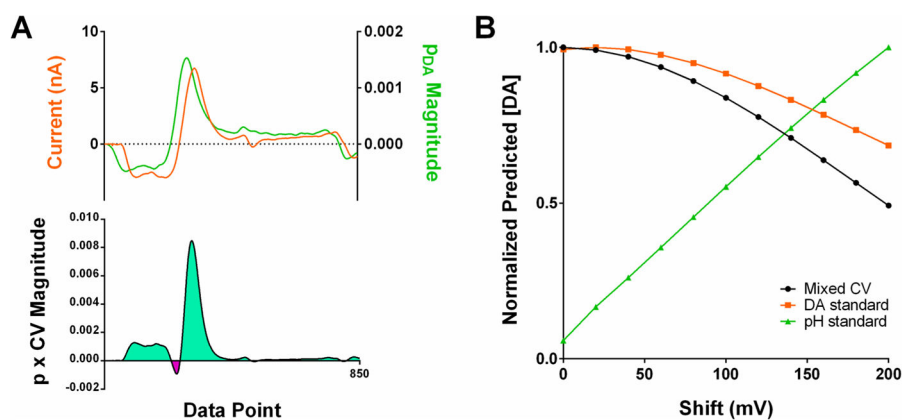 A
Current (nA)
10
5
0
-5
0.002
0.001
0.000
pDA Magnitude
p x CV Magnitude
0.010
0.008
0.006
0.004
0.002
0.000
-0.002
850
Data Point
B
Normalized Predicted [DA]
1.0
0.5
0.0
0
50
100
150
200
Shift (mV)
Mixed CV
DA standard
pH standard